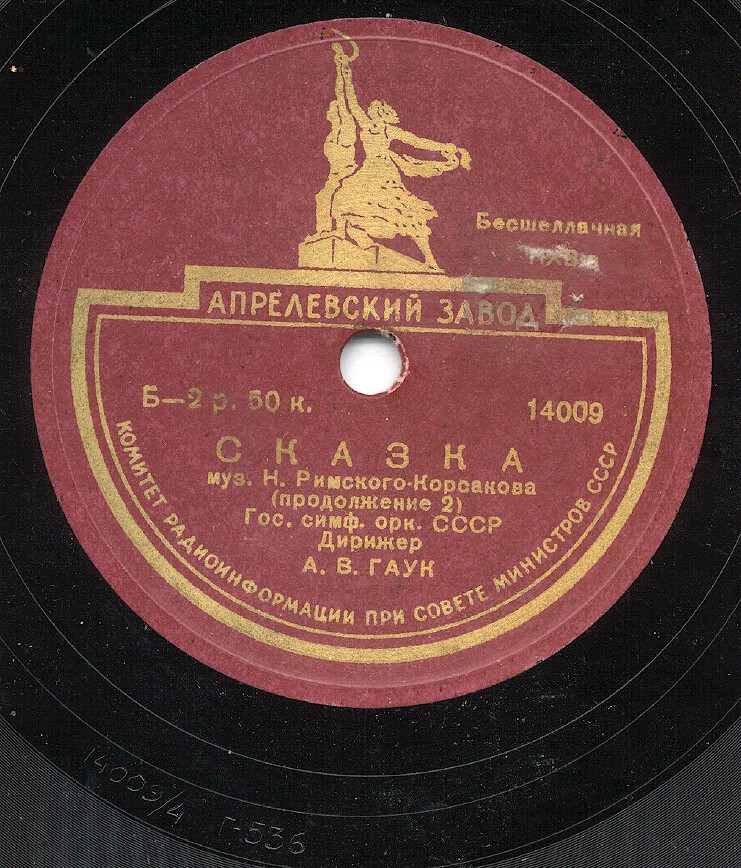 Бесшеллачная
АПРЕЛЕВСКИЙ ЗАВОД
Б—2 р. 50 к.
14009
СКАЗКА
муз. Н. Римского-Корсакова
(продолжение 2)
Гос. симф. орк. СССР
Дирижер
А. В. ГАУК
КОМИТЕТ РАДИОИНФОРМАЦИИ ПРИ СОВЕТЕ МИНИСТРОВ СССР
14009/4 Г-536